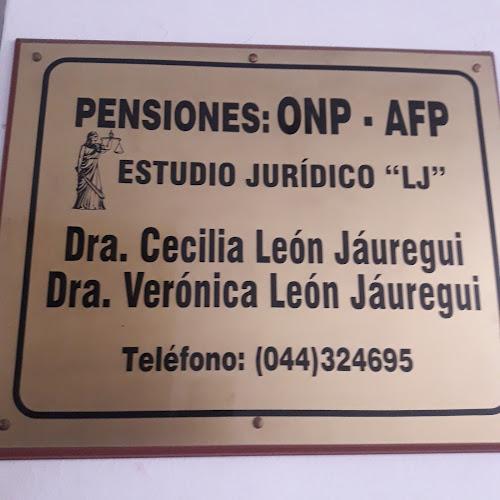 PENSIONES: ONP - AFP
ESTUDIO JURÍDICO “LJ”
Dra. Cecilia León Jáuregui
Dra. Verónica León Jáuregui
Teléfono: (044)324695